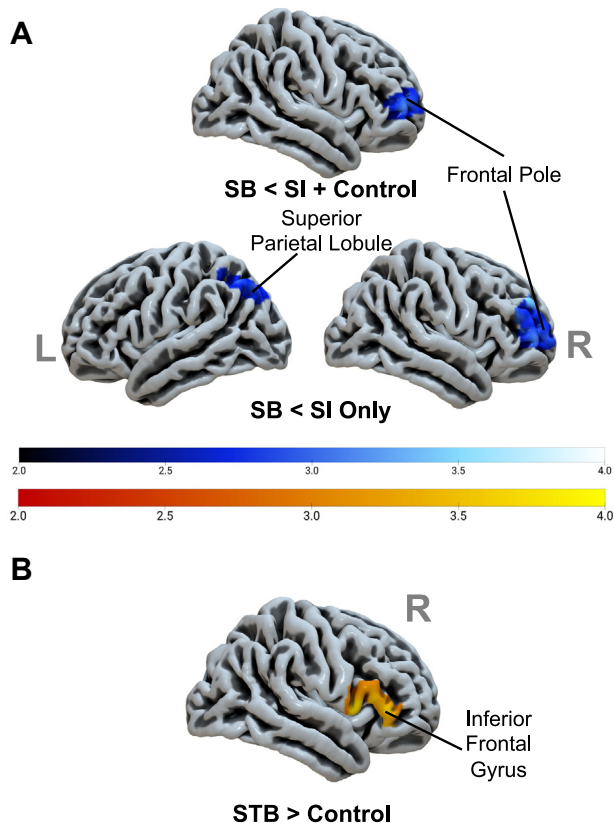 A
Frontal Pole
SB < SI + Control
Superior
Parietal Lobule
L
R
SB < SI Only
2.0 2.5 3.0 3.5 4.0
2.0 2.5 3.0 3.5 4.0
B
R
Inferior
Frontal
Gyrus
STB > Control